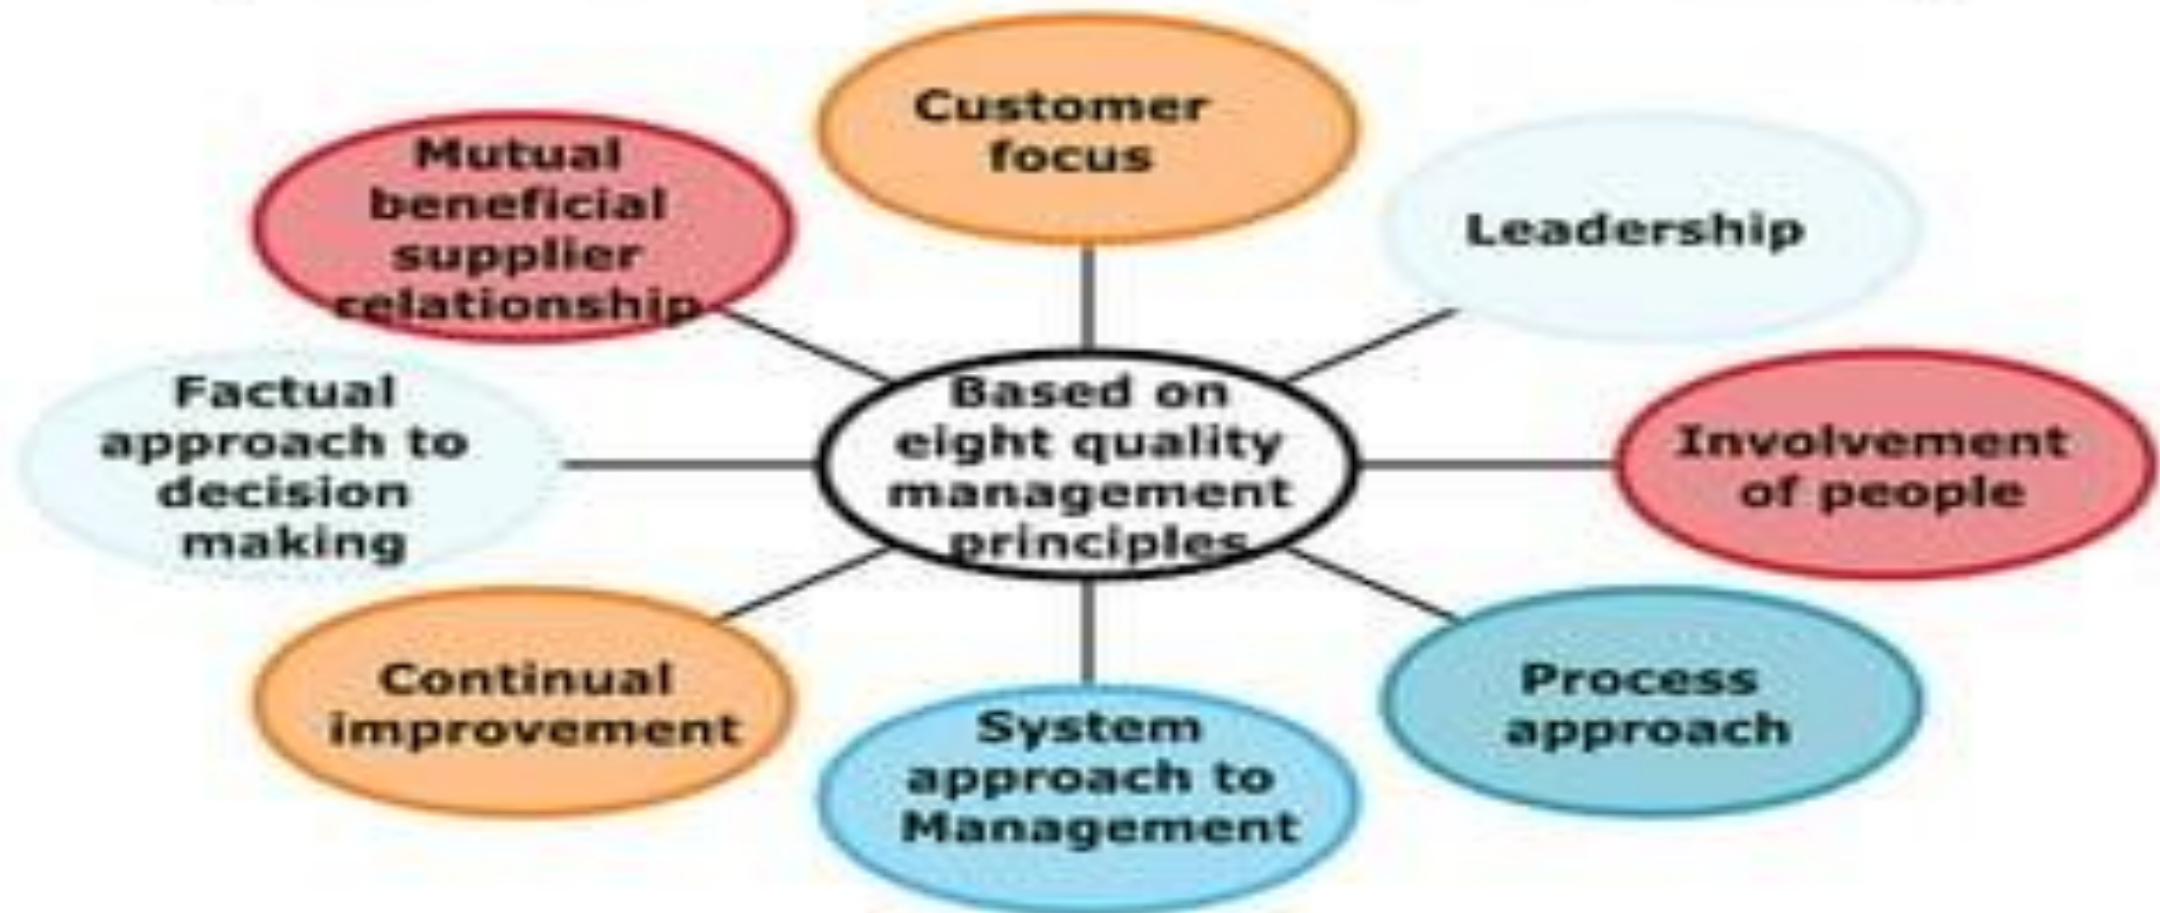 Customer
focus
Leadership
Involvement
of people
Process
approach
System
approach to
Management
Continual
improvement
Factual
approach to
decision
making
Mutual
beneficial
supplier
relationship
Based on
eight quality
management
principles